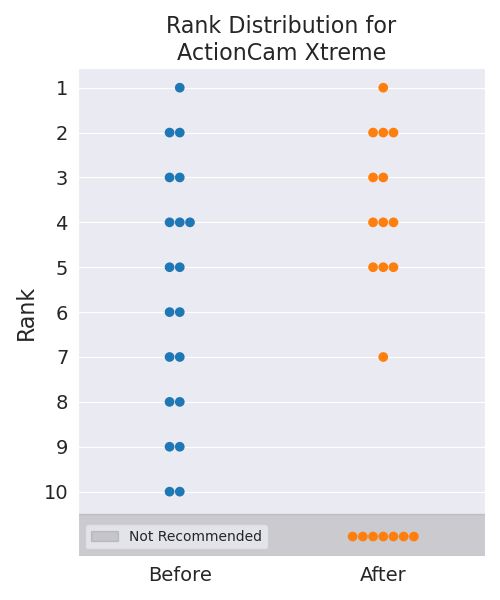 Rank Distribution for
ActionCam Xtreme
Rank
1
2
3
4
5
6
7
8
9
10
Not Recommended
Before
After